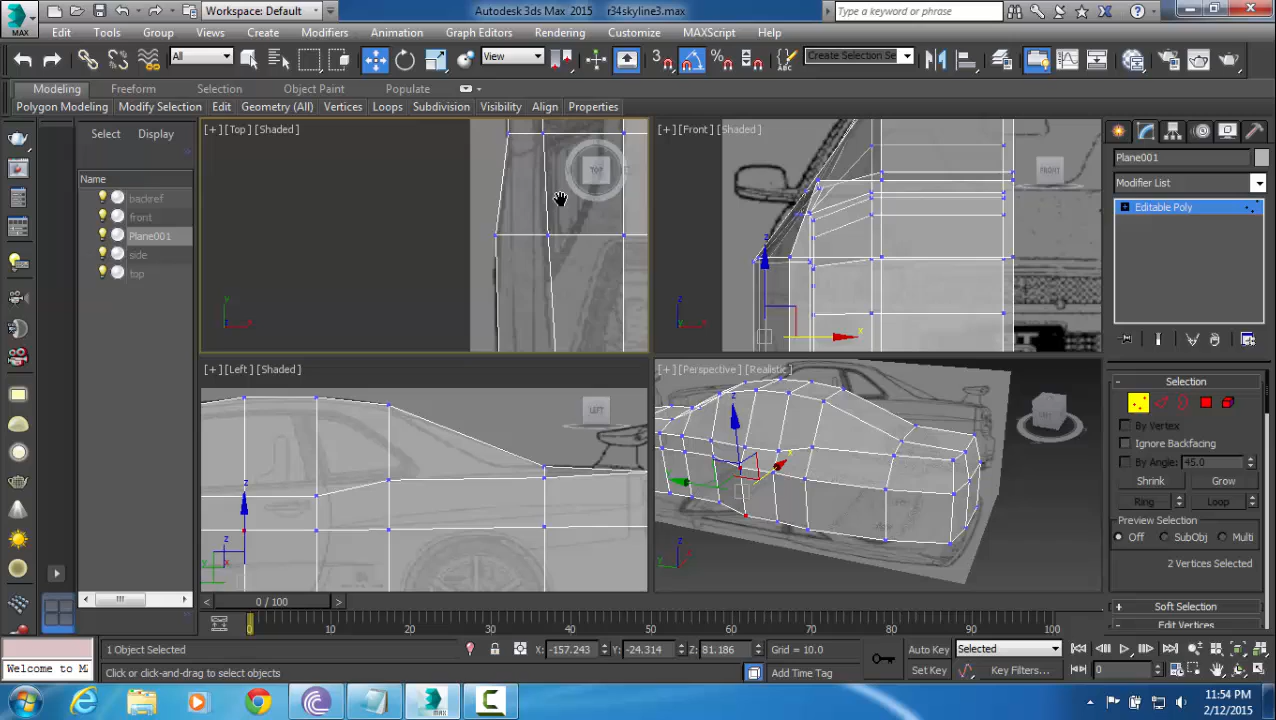 MAX
Workspace: Default
Autodesk 3ds Max 2015    r34skyline3.max
Type a keyword or phrase
Edit Tools Group Views Create Modifiers Animation Graph Editors Rendering Customize MAXScript Help
All
View
3
Create Selection Se
Modeling Freeform Selection Object Paint Populate
Polygon Modeling Modify Selection Edit Geometry (All) Vertices Loops Subdivision Visibility Align Properties
Select Display
Name
backref
front
Plane001
side
top
[+] [Top] [Shaded]
TOP
[+] [Front] [Shaded]
FRONT
[+] [Left] [Shaded]
LEFT
[+] [Perspective] [Realistic]
Plane001
Modifier List
Editable Poly
Selection
By Vertex
Ignore Backfacing
By Angle: 45.0
Shrink Grow
Ring Loop
Preview Selection
Off SubObj Multi
2 Vertices Selected
Soft Selection
Edit Vertices
0 / 100
0 10 20 30 40 50 60 70 80 90 100
Welcome to M
1 Object Selected
Click or click-and-drag to select objects
X: -157.243 Y: -24.314 Z: 81.186 Grid = 10.0
Add Time Tag
Auto Key Selected
Set Key Key Filters...
0
11:54 PM
2/12/2015